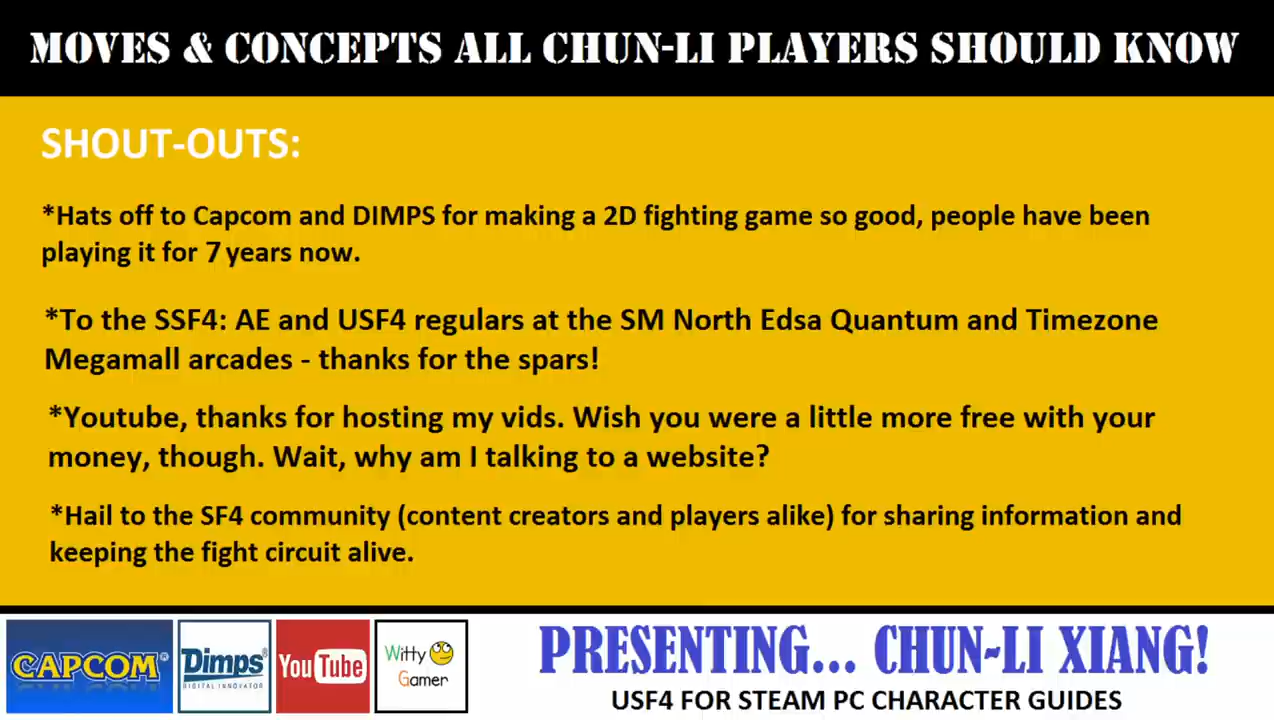 MOVES & CONCEPTS ALL CHUN-LI PLAYERS SHOULD KNOW
SHOUT-OUTS:
*Hats off to Capcom and DIMPS for making a 2D fighting game so good, people have been
playing it for 7 years now.
*To the SSF4: AE and USF4 regulars at the SM North Edsa Quantum and Timezone
Megamall arcades - thanks for the spars!
*Youtube, thanks for hosting my vids. Wish you were a little more free with your
money, though. Wait, why am I talking to a website?
*Hail to the SF4 community (content creators and players alike) for sharing information and
keeping the fight circuit alive.
CAPCOM®
Dimps®
DIGITAL INNOVATOR
YouTube
Witty
Gamer
PRESENTING... CHUN-LI XIANG!
USF4 FOR STEAM PC CHARACTER GUIDES